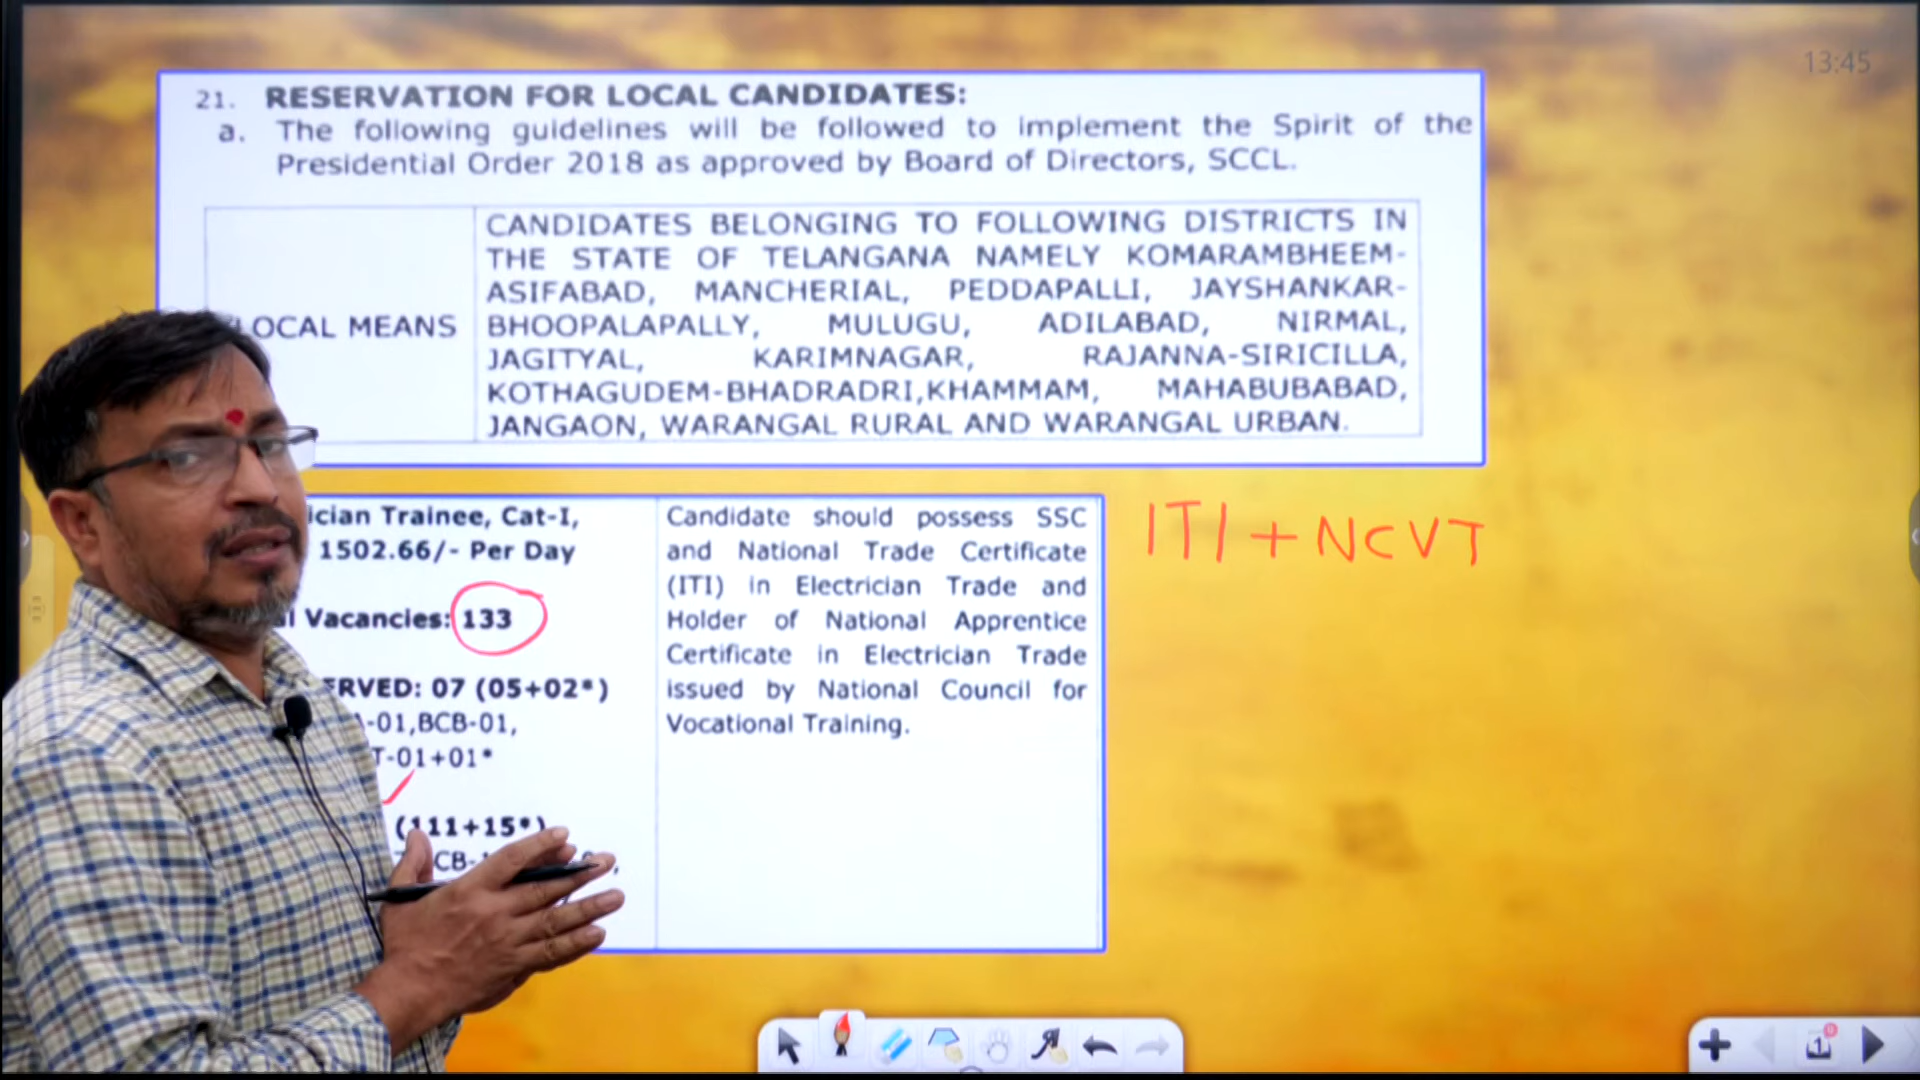 13:45
21. RESERVATION FOR LOCAL CANDIDATES:
a. The following guidelines will be followed to implement the Spirit of the
Presidential Order 2018 as approved by Board of Directors, SCCL.
LOCAL MEANS
CANDIDATES BELONGING TO FOLLOWING DISTRICTS IN
THE STATE OF TELANGANA NAMELY KOMARAMBHEEM-
ASIFABAD, MANCHERIAL, PEDDAPALLI, JAYSHANKAR-
BHOOPALAPALLY, MULUGU, ADILABAD, NIRMAL,
JAGITYAL, KARIMNAGAR, RAJANNA-SIRICILLA,
KOTHAGUDEM-BHADRADRI,KHAMMAM, MAHABUBABAD,
JANGAON, WARANGAL RURAL AND WARANGAL URBAN.
Trainee, Cat-I,
1502.66/- Per Day
Vacancies: 133
07 (05+02*)
-01,BCB-01,
-01+01*
(111+15*)
Candidate should possess SSC
and National Trade Certificate
(ITI) in Electrician Trade and
Holder of National Apprentice
Certificate in Electrician Trade
issued by National Council for
Vocational Training.
ITI + NCVT
1